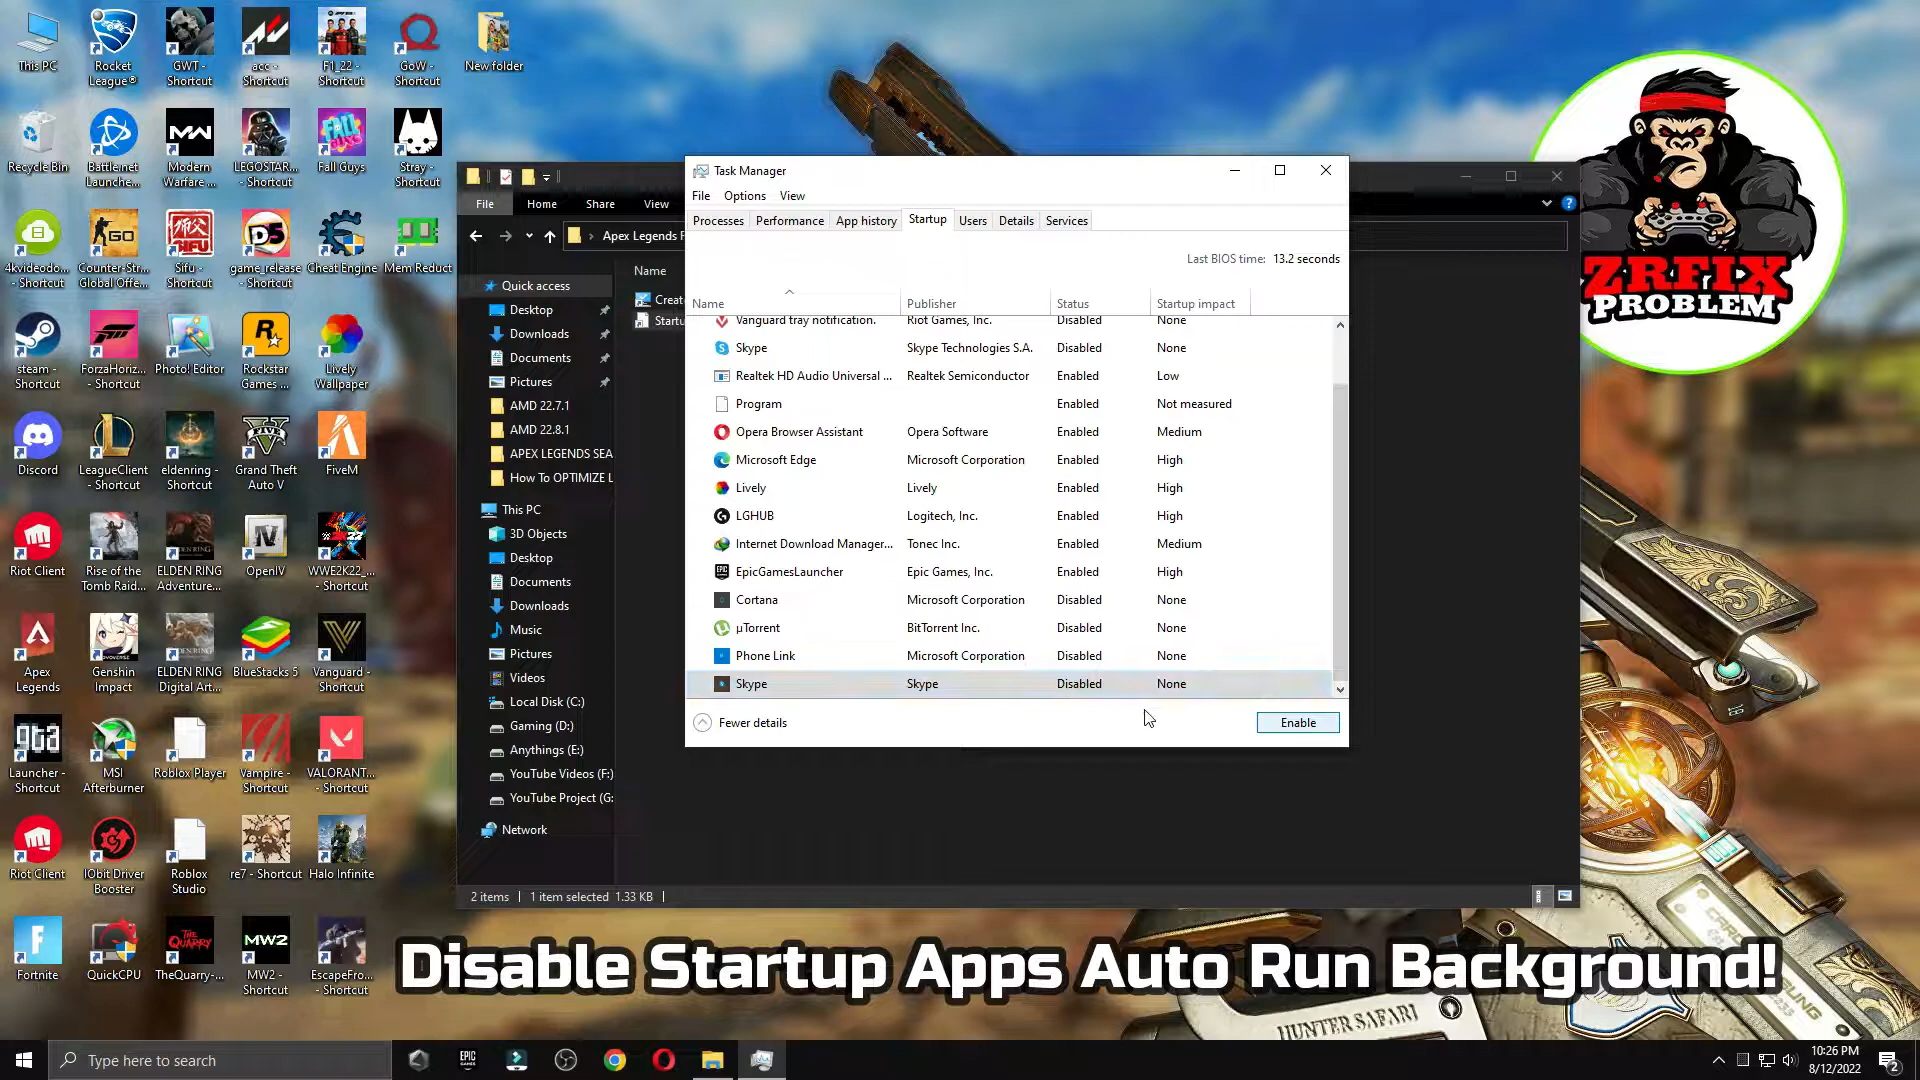 This PC
Rocket League®
GWT - Shortcut
acc - Shortcut
F1_22 - Shortcut
GoW - Shortcut
New folder
Recycle Bin
Battle.net Launche...
Modern Warfare ...
LEGOSTAR... - Shortcut
Fall Guys
Stray - Shortcut
4kvideodo... - Shortcut
Counter-Str... Global Offe...
Sifu - Shortcut
game_release - Shortcut
Cheat Engine
Mem Reduct
steam - Shortcut
ForzaHoriz... - Shortcut
Photo! Editor
Rockstar Games ...
Lively Wallpaper
Discord
LeagueClient - Shortcut
eldenring - Shortcut
Grand Theft Auto V
FiveM
Riot Client
Rise of the Tomb Raid...
ELDEN RING Adventure...
OpenIV
WWE2K22_... - Shortcut
Apex Legends
Genshin Impact
ELDEN RING Digital Art...
BlueStacks 5
Vanguard - Shortcut
Launcher - Shortcut
MSI Afterburner
Roblox Player
Vampire - Shortcut
VALORANT... - Shortcut
Riot Client
IObit Driver Booster
Roblox Studio
re7 - Shortcut
Halo Infinite
Fortnite
QuickCPU
TheQuarry-...
MW2 - Shortcut
EscapeFro... - Shortcut
File Home Share View
Apex Legends F
Name
Create
Startu
Quick access
Desktop
Downloads
Documents
Pictures
AMD 22.7.1
AMD 22.8.1
APEX LEGENDS SEA
How To OPTIMIZE L
This PC
3D Objects
Desktop
Documents
Downloads
Music
Pictures
Videos
Local Disk (C:)
Gaming (D:)
Anythings (E:)
YouTube Videos (F:)
YouTube Project (G:
Network
2 items 1 item selected 1.33 KB
Task Manager
File Options View
Processes Performance App history Startup Users Details Services
Last BIOS time: 13.2 seconds
Name Publisher Status Startup impact
Vanguard tray notification. Riot Games, Inc. Disabled None
Skype Skype Technologies S.A. Disabled None
Realtek HD Audio Universal ... Realtek Semiconductor Enabled Low
Program Enabled Not measured
Opera Browser Assistant Opera Software Enabled Medium
Microsoft Edge Microsoft Corporation Enabled High
Lively Lively Enabled High
LGHUB Logitech, Inc. Enabled High
Internet Download Manager... Tonec Inc. Enabled Medium
EpicGamesLauncher Epic Games, Inc. Enabled High
Cortana Microsoft Corporation Disabled None
µTorrent BitTorrent Inc. Disabled None
Phone Link Microsoft Corporation Disabled None
Skype Skype Disabled None
Fewer details
Enable
ZRFIX
PROBLEM
Disable Startup Apps Auto Run Background!
HUNTER SAFARI
Type here to search
10:26 PM
8/12/2022
2